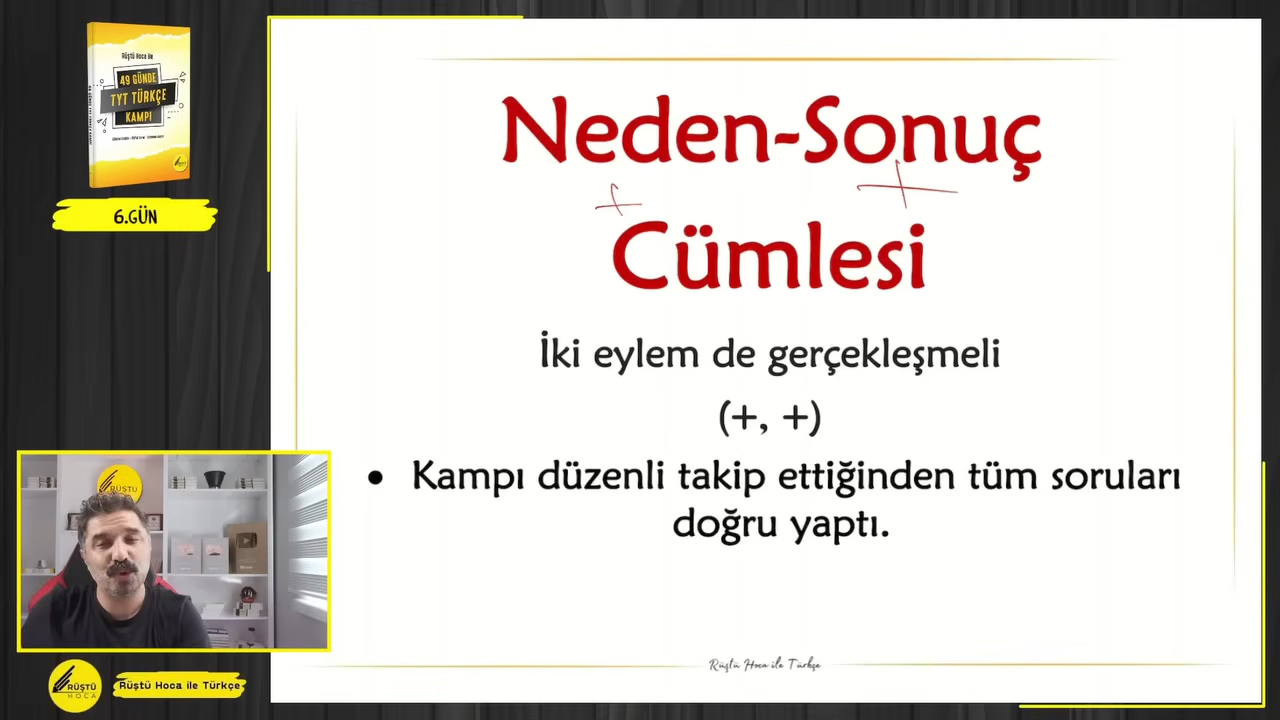 Rüştü Hoca ile
49 GÜNDE
TYT TÜRKÇE
KAMPI
6.GÜN
Neden-Sonuç
Cümlesi
İki eylem de gerçekleşmeli
(+, +)
• Kampı düzenli takip ettiğinden tüm soruları
doğru yaptı.
Rüştü Hoca ile Türkçe
RÜŞTÜ
RÜŞTÜ
HOCA
Rüştü Hoca ile Türkçe